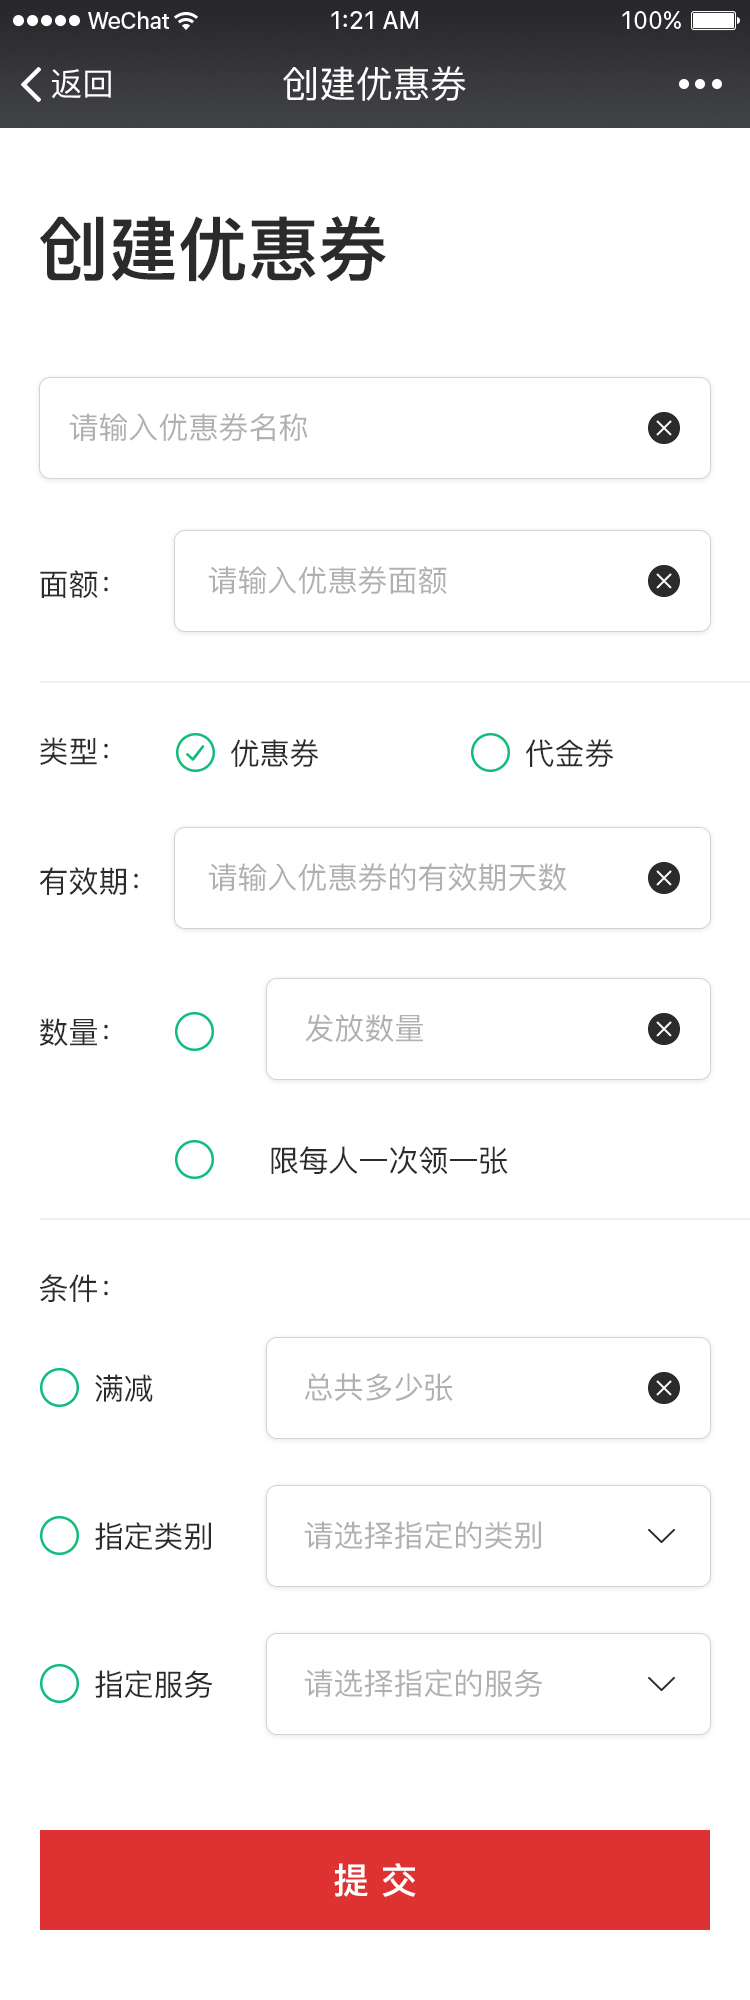 WeChat 1:21 AM 100%
返回 创建优惠券
创建优惠券
请输入优惠券名称
面额： 请输入优惠券面额
类型： 优惠券 代金券
有效期： 请输入优惠券的有效期天数
数量： 发放数量
限每人一次领一张
条件：
满减 总共多少张
指定类别 请选择指定的类别
指定服务 请选择指定的服务
提 交